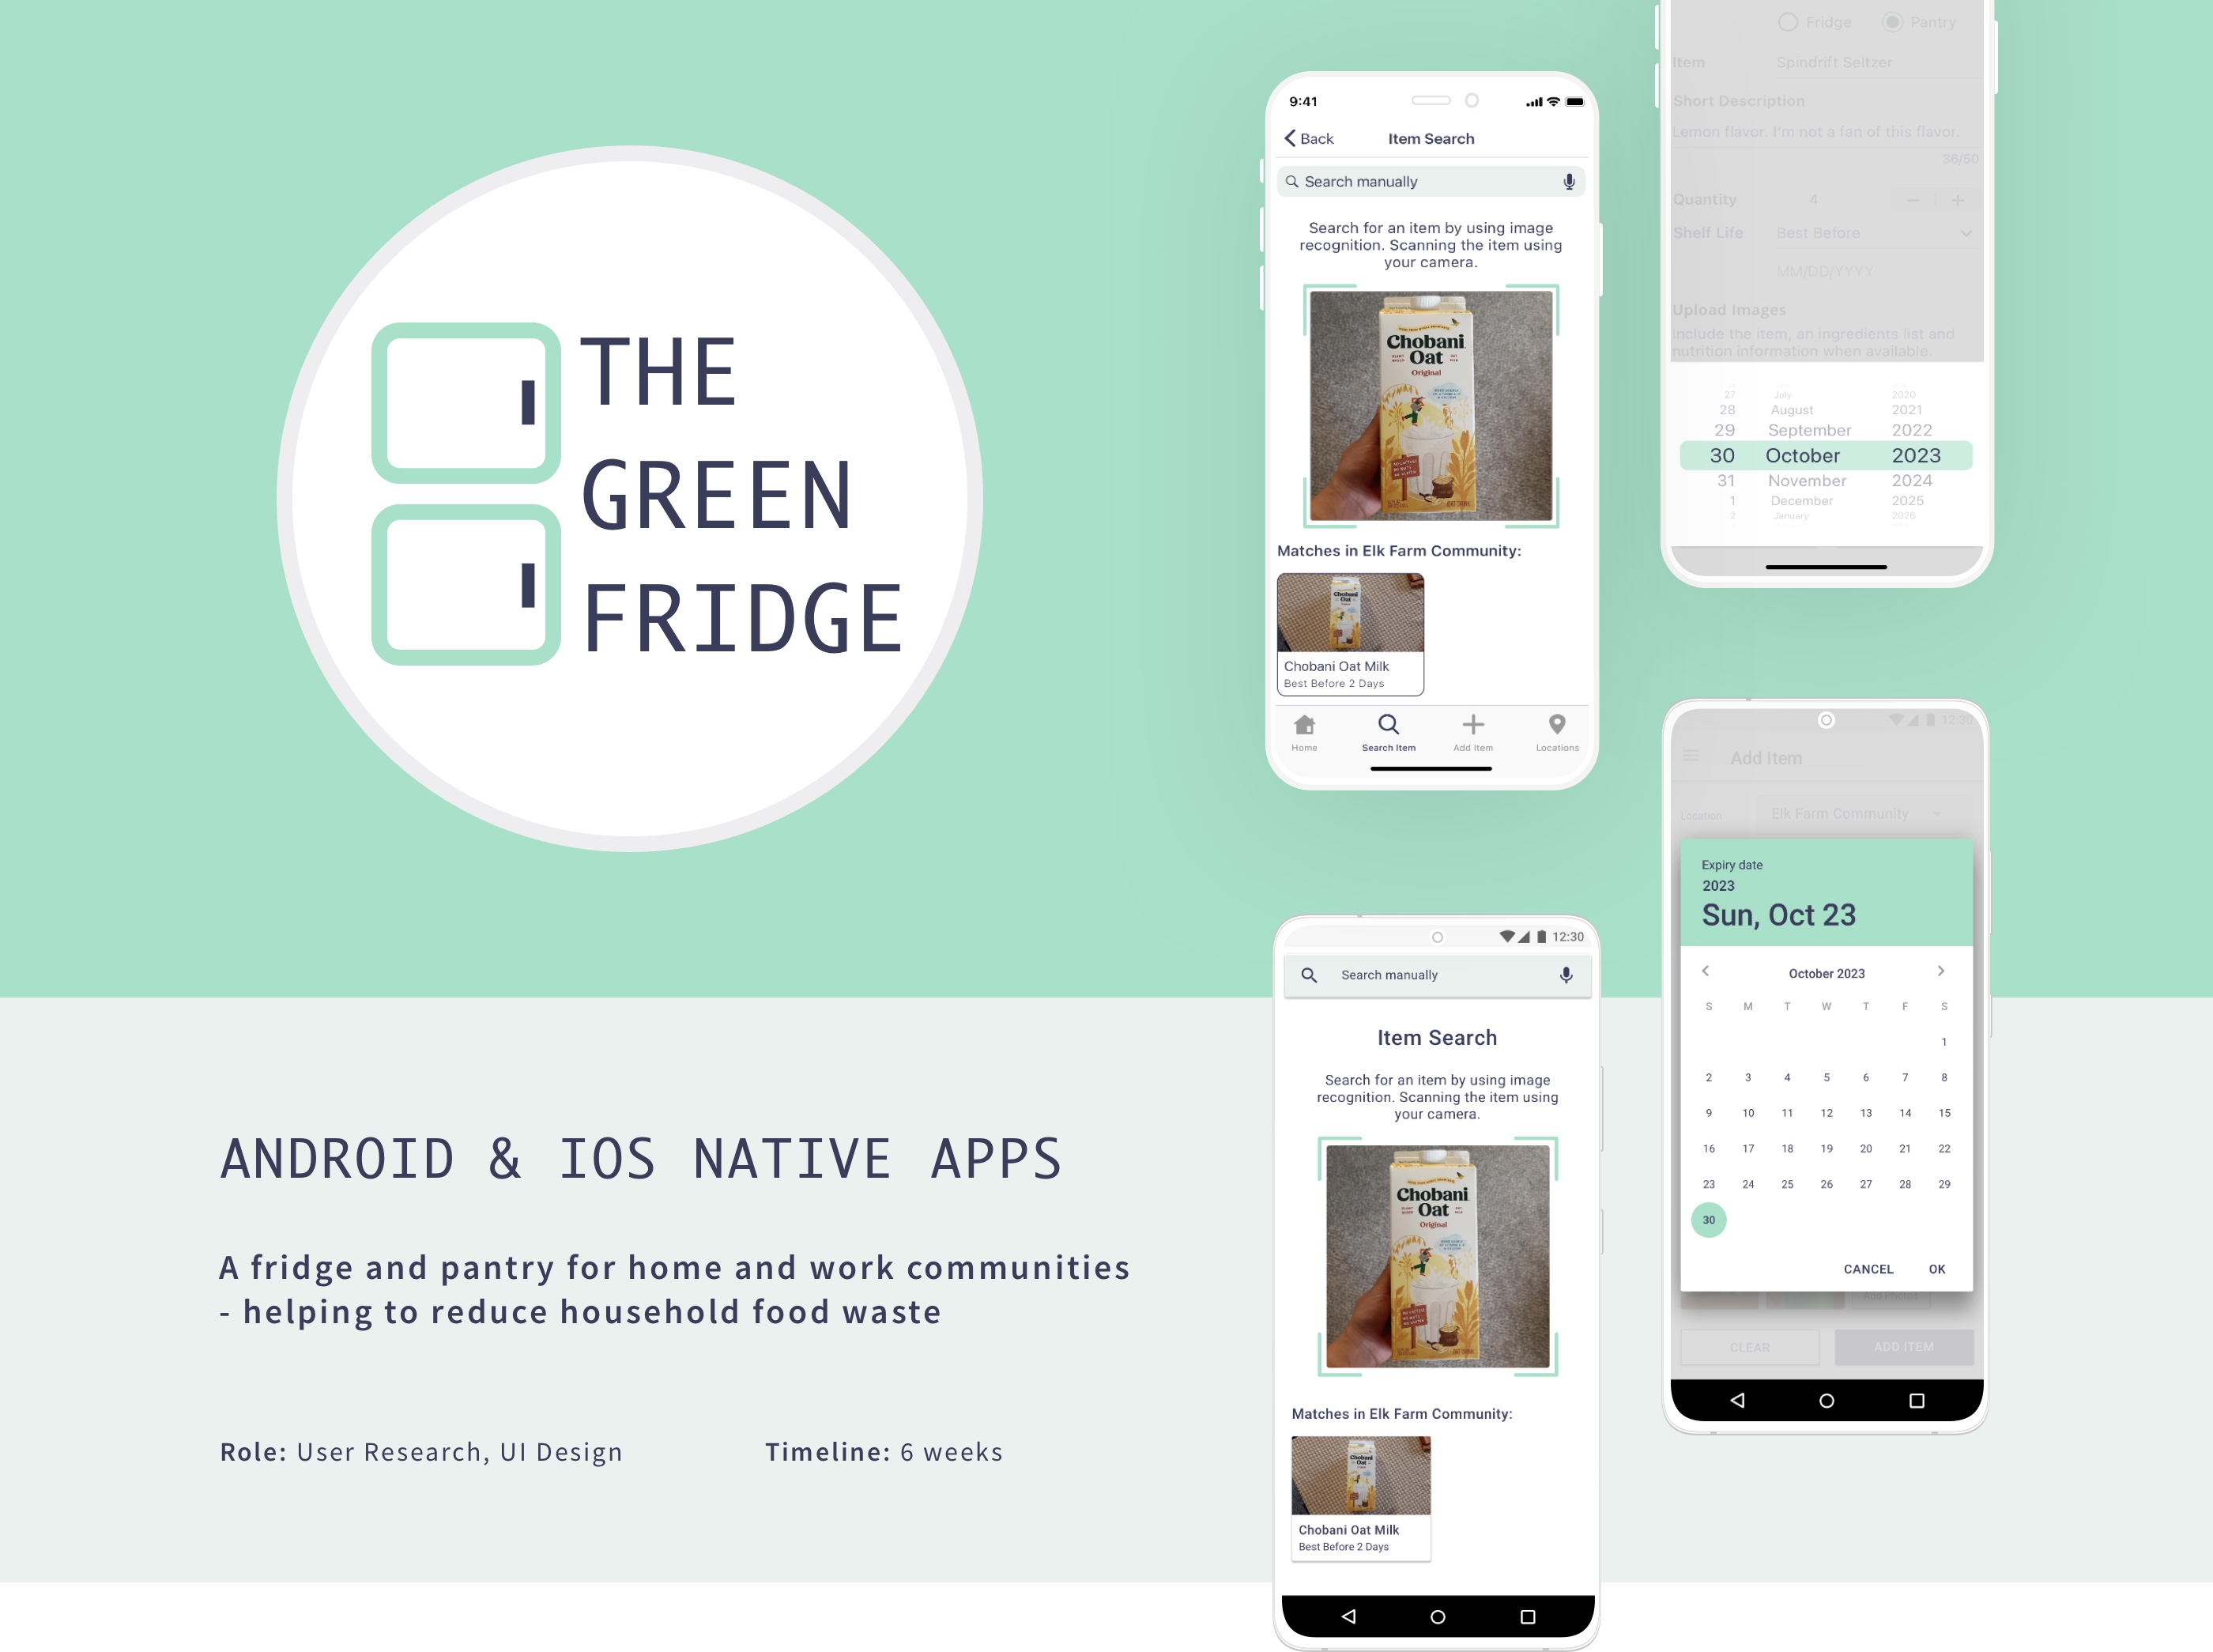 THE
GREEN
FRIDGE
ANDROID & IOS NATIVE APPS
A fridge and pantry for home and work communities
- helping to reduce household food waste
Role: User Research, UI Design
Timeline: 6 weeks
9:41
Back
Item Search
Search manually
Search for an item by using image
recognition. Scanning the item using
your camera.
Chobani
Oat
Original
Matches in Elk Farm Community:
Chobani
Oat
Chobani Oat Milk
Best Before 2 Days
Home
Search Item
Add Item
Locations
Fridge
Pantry
Item
Spindrift Seltzer
Short Description
Lemon flavor. I'm not a fan of this flavor.
36/50
Quantity
4
Shelf Life
Best Before
MM/DD/YYYY
Upload Images
Include the item, an ingredients list and
nutrition information when available.
27 July 2020
28 August 2021
29 September 2022
30 October 2023
31 November 2024
1 December 2025
2 January 2026
12:30
Search manually
Item Search
Search for an item by using image
recognition. Scanning the item using
your camera.
Chobani
Oat
Original
Matches in Elk Farm Community:
Chobani
Oat
Chobani Oat Milk
Best Before 2 Days
12:30
Add Item
Location
Elk Farm Community
Expiry date
2023
Sun, Oct 23
October 2023
S M T W T F S
1
2 3 4 5 6 7 8
9 10 11 12 13 14 15
16 17 18 19 20 21 22
23 24 25 26 27 28 29
30
CANCEL
OK
CLEAR
ADD ITEM